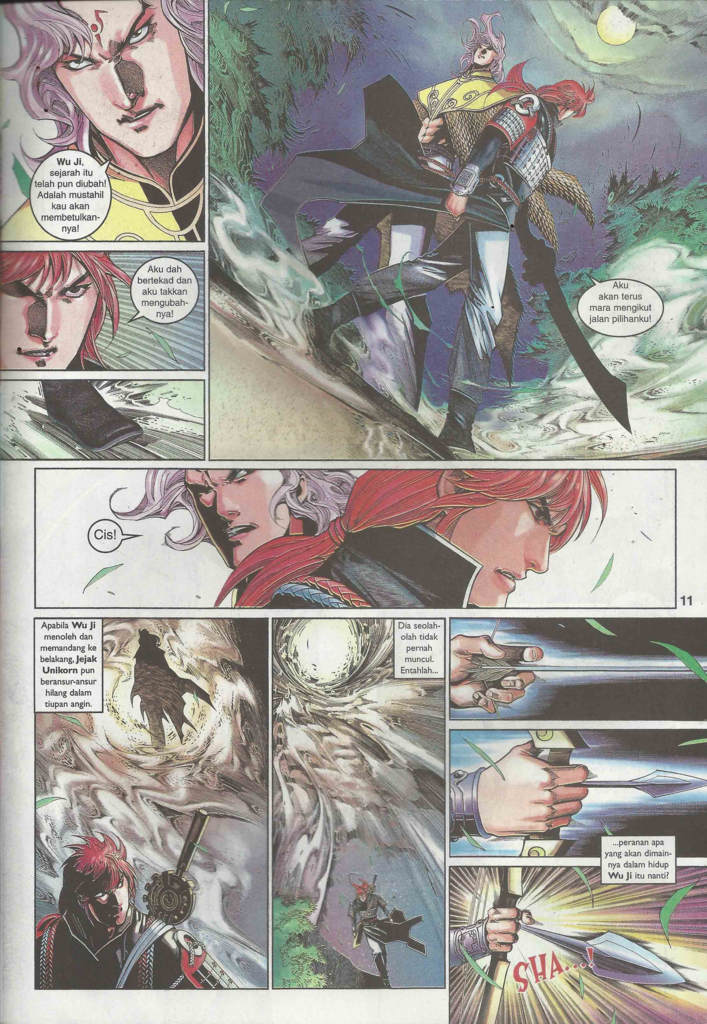 Wu Ji,
sejarah itu
telah pun diubah!
Adalah mustahil
kau akan
membetulkan-
nya!
Aku dah
bertekad dan
aku takkan
mengubah-
nya!
Aku
akan terus
mara mengikut
jalan pilihanku!
Cis!
11
Apabila Wu Ji
menoleh dan
memandang ke
belakang, Jejak
Unikorn pun
beransur-ansur
hilang dalam
tiupan angin.
Dia seolah-
olah tidak
pernah
muncul.
Entahlah...
...peranan apa
yang akan dimain-
nya dalam hidup
Wu Ji itu nanti?
SHA...!